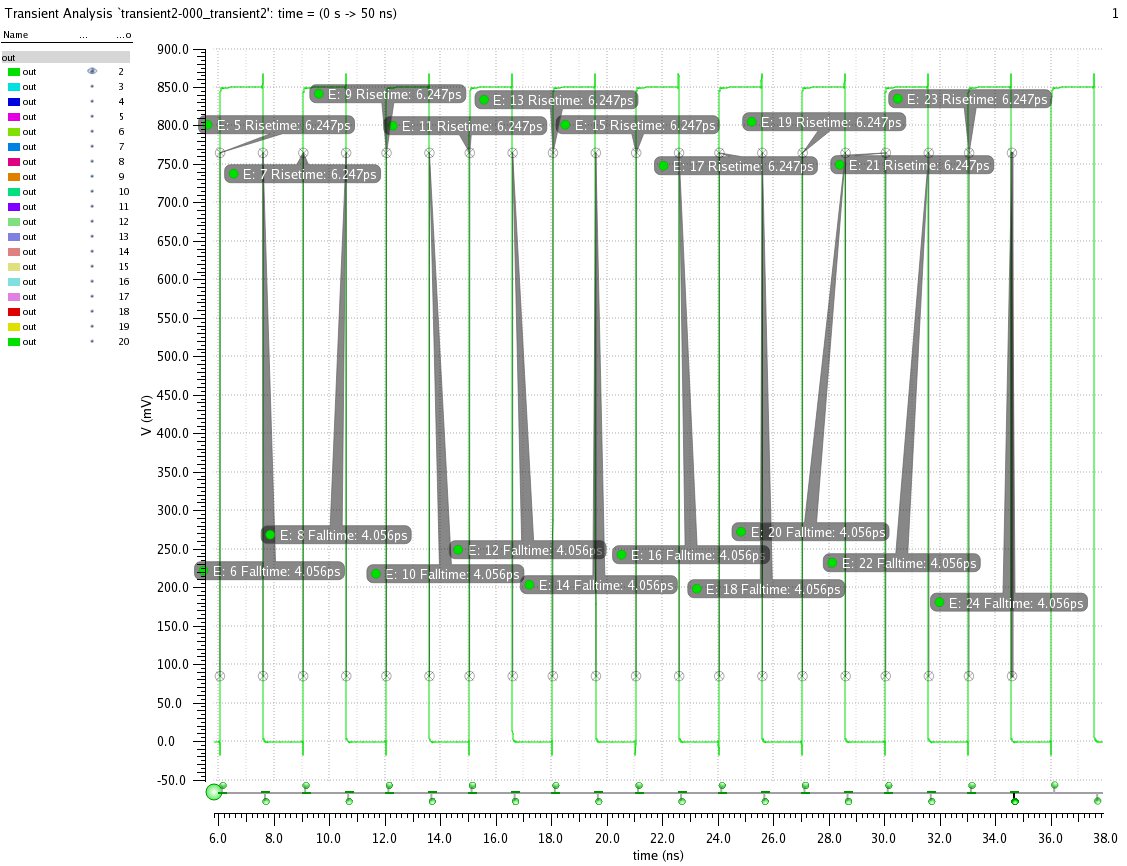 Transient Analysis `transient2-000_transient2': time = (0 s -> 50 ns)
1
Name ... ...o
out
out 2
out 3
out 4
out 5
out 6
out 7
out 8
out 9
out 10
out 11
out 12
out 13
out 14
out 15
out 16
out 17
out 18
out 19
out 20
900.0
850.0
800.0
750.0
700.0
650.0
600.0
550.0
500.0
450.0
400.0
350.0
300.0
250.0
200.0
150.0
100.0
50.0
0.0
-50.0
V (mV)
E: 9 Risetime: 6.247ps
E: 13 Risetime: 6.247ps
E: 23 Risetime: 6.247ps
E: 5 Risetime: 6.247ps
E: 11 Risetime: 6.247ps
E: 15 Risetime: 6.247ps
E: 19 Risetime: 6.247ps
E: 7 Risetime: 6.247ps
E: 17 Risetime: 6.247ps
E: 21 Risetime: 6.247ps
E: 8 Falltime: 4.056ps
E: 20 Falltime: 4.056ps
E: 12 Falltime: 4.056ps
E: 16 Falltime: 4.056ps
E: 22 Falltime: 4.056ps
E: 6 Falltime: 4.056ps
E: 10 Falltime: 4.056ps
E: 14 Falltime: 4.056ps
E: 18 Falltime: 4.056ps
E: 24 Falltime: 4.056ps
6.0 8.0 10.0 12.0 14.0 16.0 18.0 20.0 22.0 24.0 26.0 28.0 30.0 32.0 34.0 36.0 38.0
time (ns)